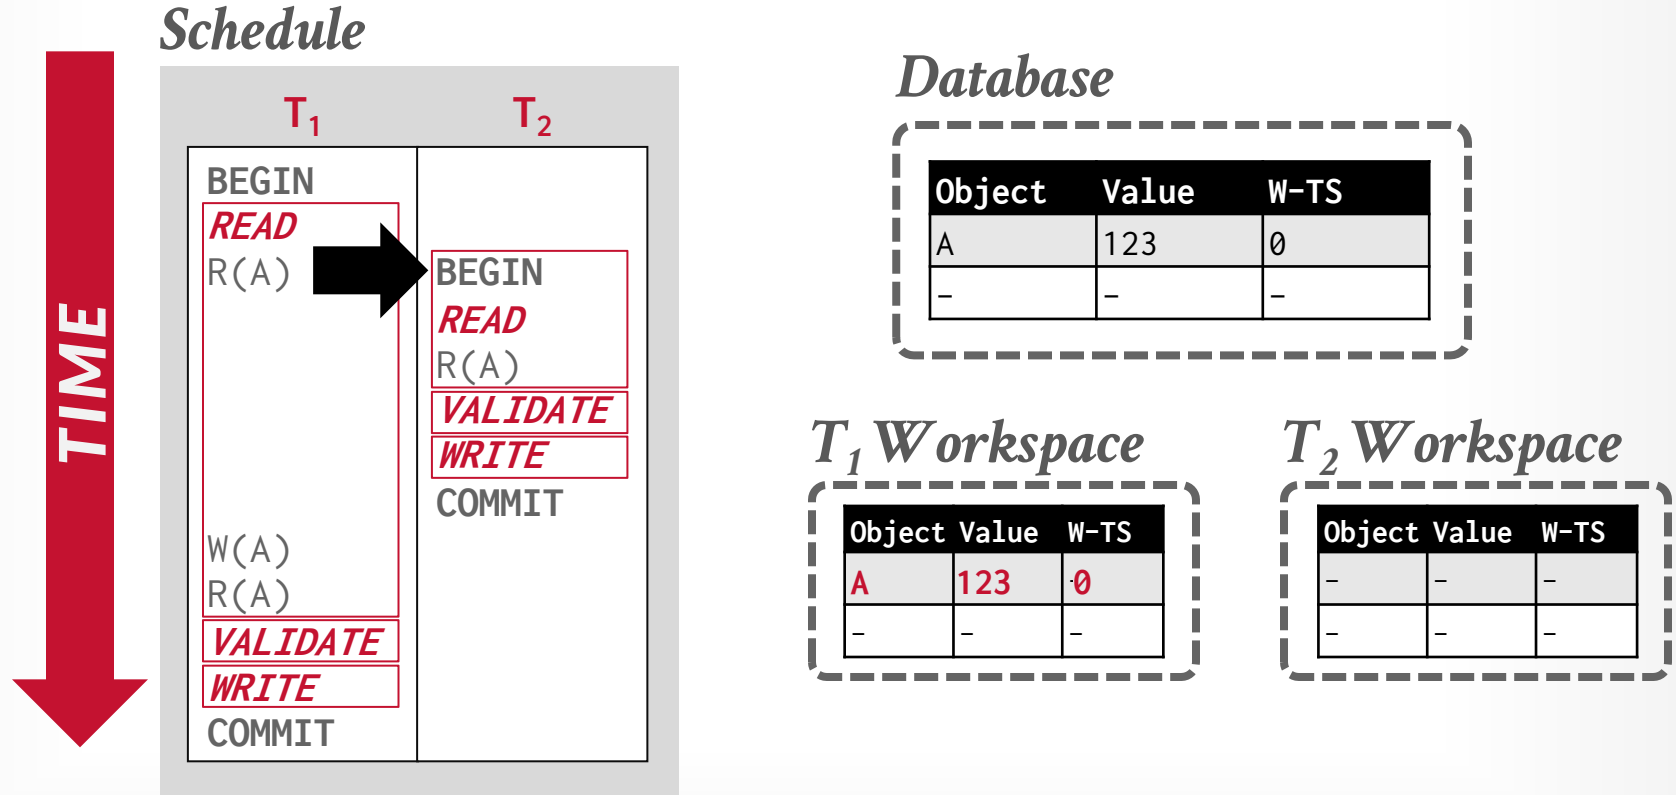 Schedule
TIME
T1 T2
BEGIN
READ
R(A) BEGIN
READ
R(A)
VALIDATE
WRITE
COMMIT
W(A)
R(A)
VALIDATE
WRITE
COMMIT
Database
Object Value W-TS
A 123 0
- - -
T1 Workspace
Object Value W-TS
A 123 0
- - -
T2 Workspace
Object Value W-TS
- - -
- - -